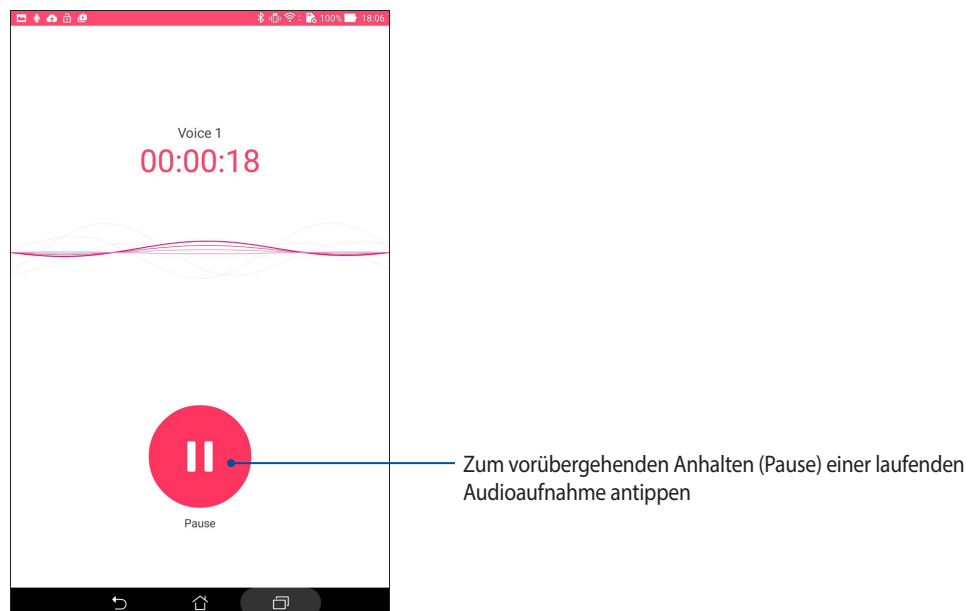 100% 18:06
Voice 1
00:00:18
Zum vorübergehenden Anhalten (Pause) einer laufenden
Audioaufnahme antippen
Pause